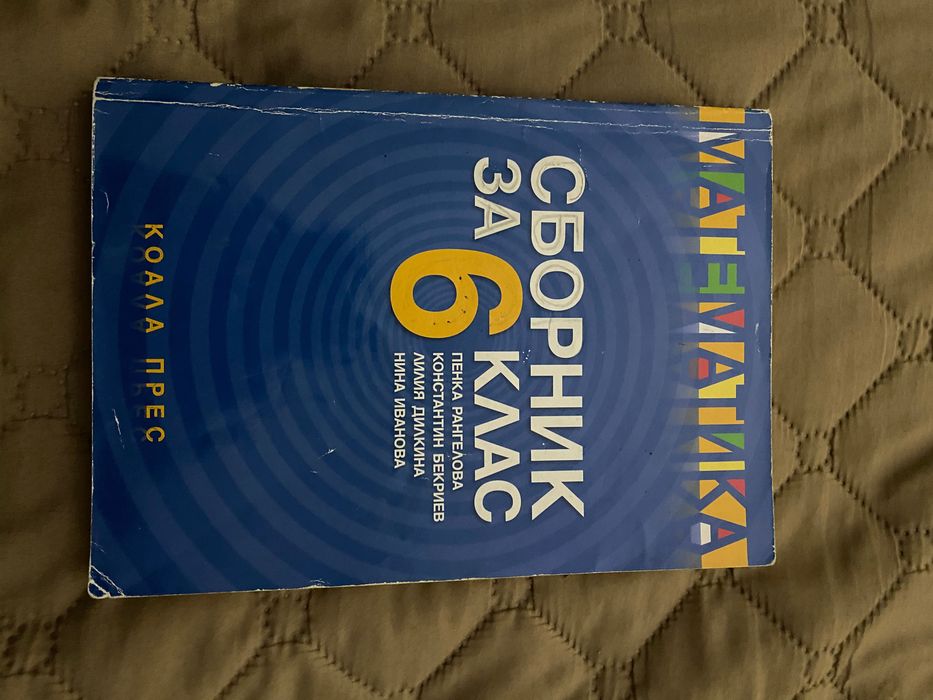 МАТЕМАТИКА
СБОРНИК
ЗА 6 КЛАС
ПЕНКА РАНГЕЛОВА
КОНСТАНТИН БЕКРИЕВ
ЛИЛИЯ ДИЛКИНА
НИНА ИВАНОВА
КОАЛА ПРЕС